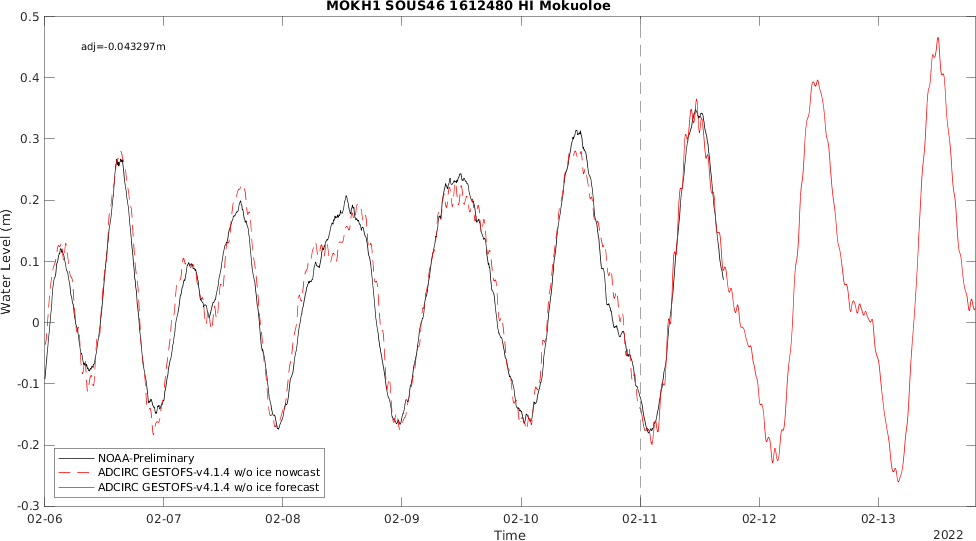 MOKH1 SOUS46 1612480 HI Mokuoloe
adj=-0.043297m
0.5
0.4
0.3
0.2
0.1
0
-0.1
-0.2
-0.3
Water Level (m)
NOAA-Preliminary
ADCIRC GESTOFS-v4.1.4 w/o ice nowcast
ADCIRC GESTOFS-v4.1.4 w/o ice forecast
02-06 02-07 02-08 02-09 02-10 02-11 02-12 02-13
Time
2022